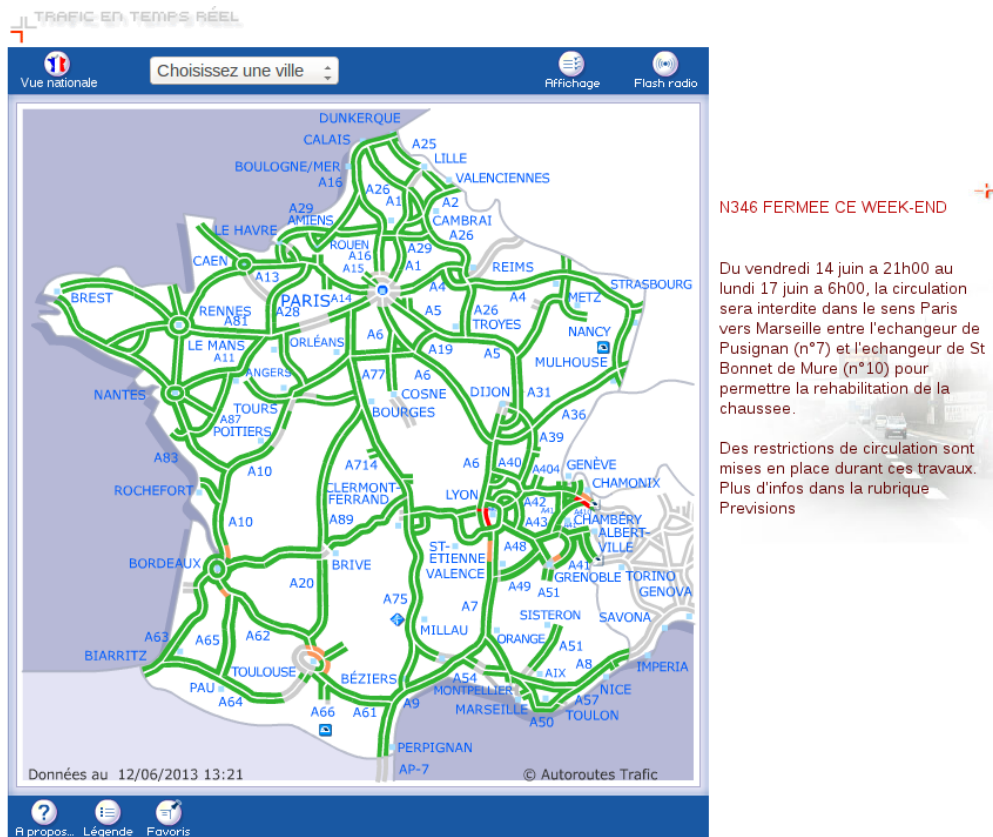 TRAFIC EN TEMPS RÉEL
Vue nationale
Choisissez une ville
Affichage
Flash radio
DUNKERQUE
CALAIS
A25
LILLE
BOULOGNE/MER
VALENCIENNES
A16
A26
A1
A2
A29
AMIENS
CAMBRAI
LE HAVRE
A26
ROUEN
A29
CAEN
A16
A15
A1
REIMS
A13
STRASBOURG
A4
BREST
PARIS
A14
A4
METZ
RENNES
A28
A5
A26
A81
TROYES
NANCY
LE MANS
ORLÉANS
A6
A19
A5
A11
MULHOUSE
ANGERS
A77
A6
NANTES
COSNE
DIJON
A31
TOURS
BOURGES
A36
A87
POITIERS
A39
A83
A10
A714
A6
A40
A404
GENÈVE
CHAMONIX
ROCHEFORT
CLERMONT-
FERRAND
LYON
A42
A10
A89
A43
CHAMBÉRY
ALBERT-
VILLE
ST-
ETIENNE
A48
BORDEAUX
BRIVE
VALENCE
A41
GRENOBLE
TORINO
A20
A49
A51
GENOVA
A75
A7
SISTERON
SAVONA
A63
A65
A62
MILLAU
ORANGE
A51
BIARRITZ
TOULOUSE
A8
IMPERIA
PAU
BÉZIERS
A54
AIX
NICE
A64
MONTPELLIER
A57
A66
A61
A9
MARSEILLE
TOULON
A50
PERPIGNAN
AP-7
Données au 12/06/2013 13:21
© Autoroutes Trafic
A propos...
Légende
Favoris
N346 FERMEE CE WEEK-END
Du vendredi 14 juin a 21h00 au
lundi 17 juin a 6h00, la circulation
sera interdite dans le sens Paris
vers Marseille entre l'echangeur de
Pusignan (n°7) et l'echangeur de St
Bonnet de Mure (n°10) pour
permettre la rehabilitation de la
chaussee.
Des restrictions de circulation sont
mises en place durant ces travaux.
Plus d'infos dans la rubrique
Previsions